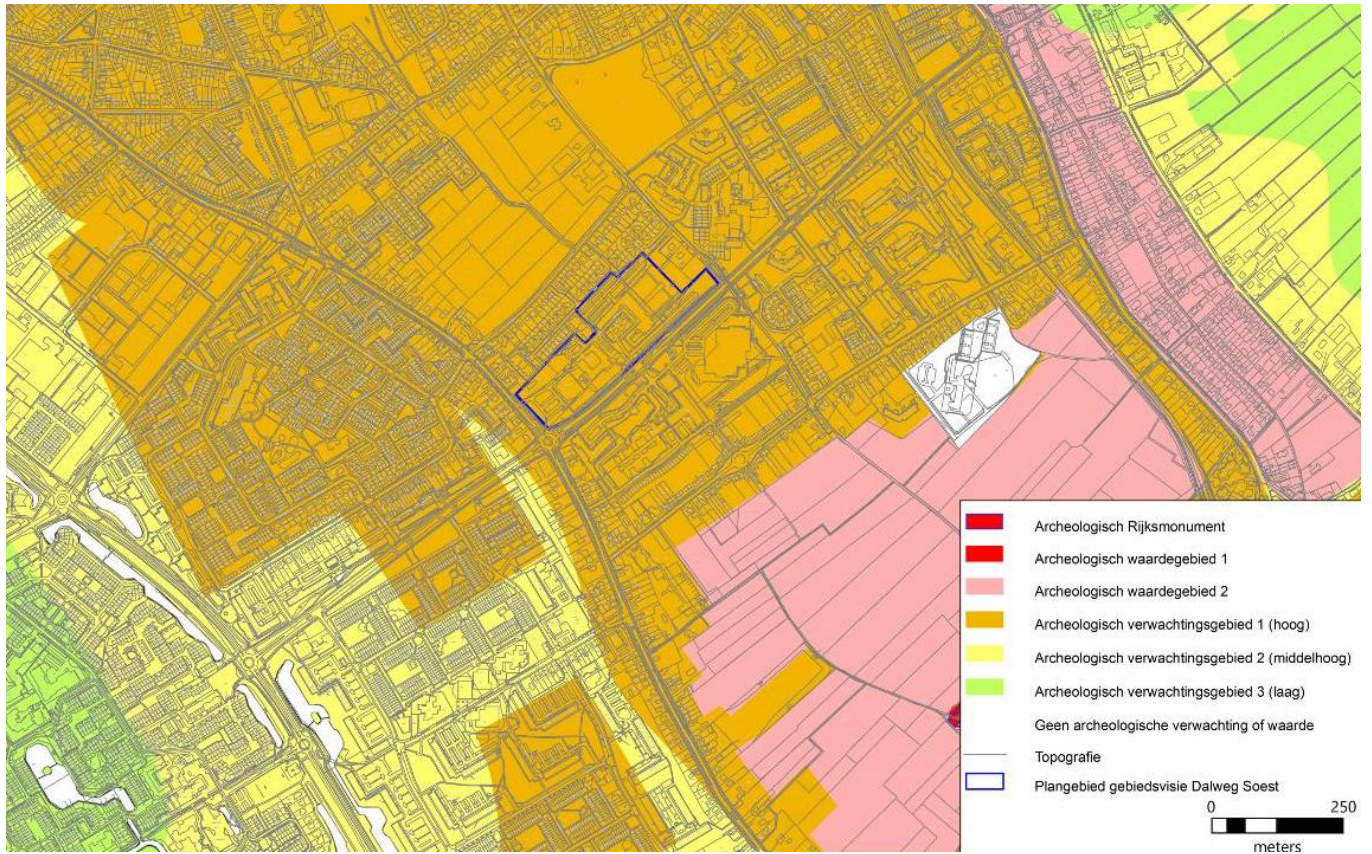 Archeologisch Rijksmonument
Archeologisch waardegebied 1
Archeologisch waardegebied 2
Archeologisch verwachtingsgebied 1 (hoog)
Archeologisch verwachtingsgebied 2 (middelhoog)
Archeologisch verwachtingsgebied 3 (laag)
Geen archeologische verwachting of waarde
Topografie
Plangebied gebiedsvisie Dalweg Soest
0 250
meters